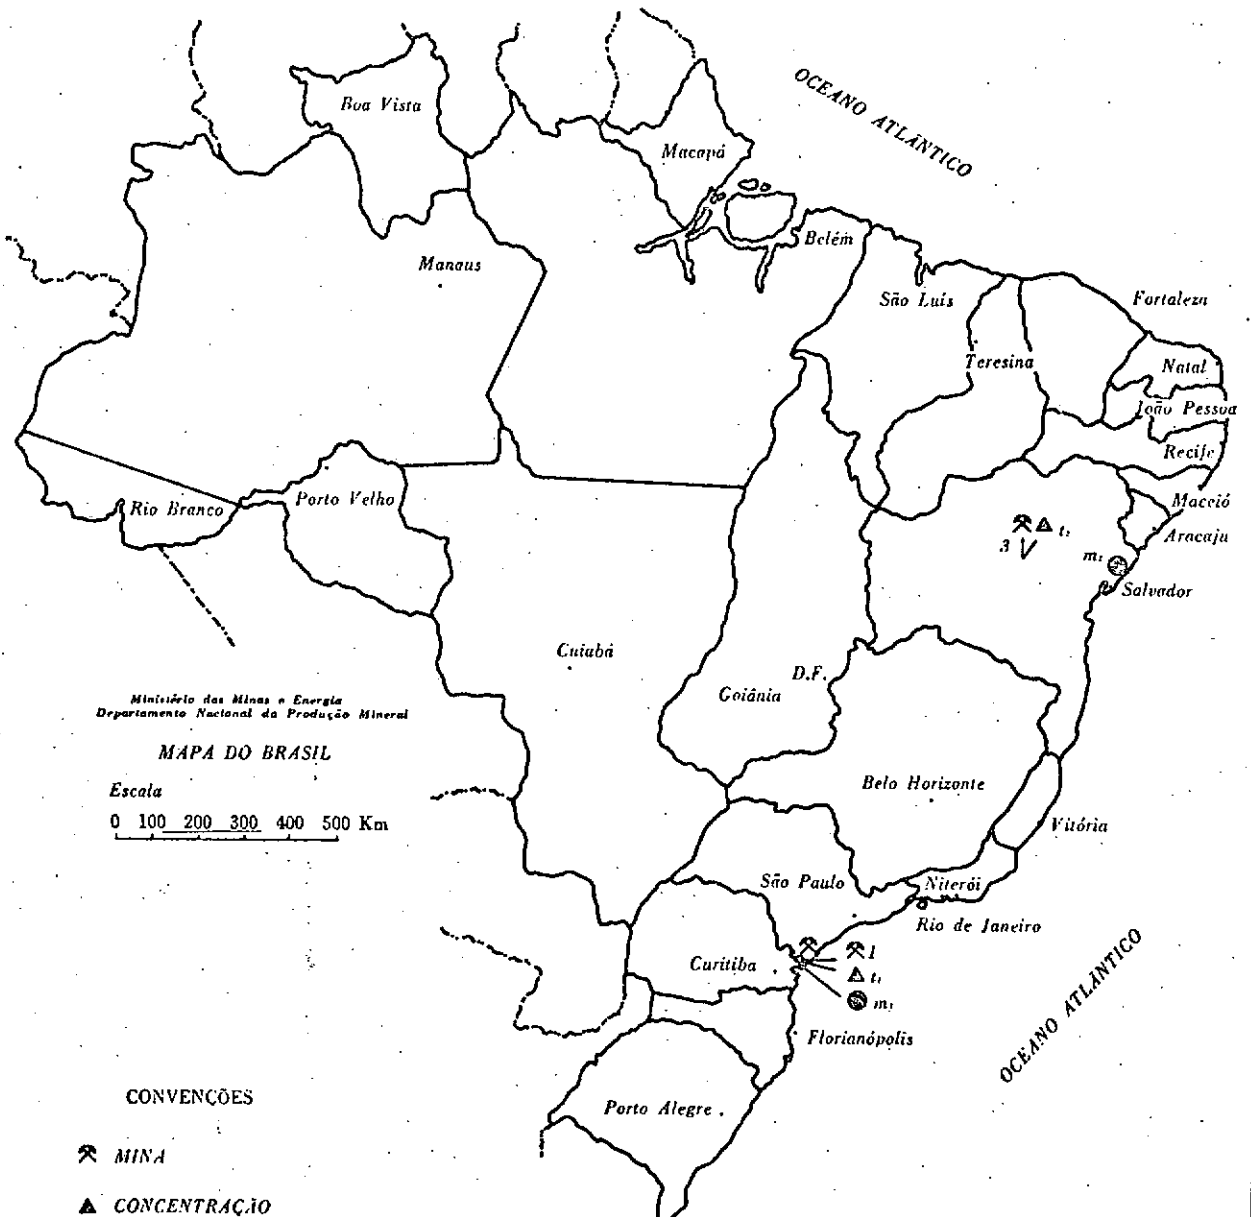 OCEANO ATLÂNTICO
Boa Vista
Macapá
Belém
Manaus
São Luís
Fortaleza
Teresina
Natal
João Pessoa
Recife
Rio Branco
Porto Velho
Maceió
Aracaju
3
Salvador
Cuiabá
D.F.
Goiânia
Ministério das Minas e Energia
Departamento Nacional da Produção Mineral
MAPA DO BRASIL
Escala
0 100 200 300 400 500 Km
Belo Horizonte
Vitória
São Paulo
Niterói
Rio de Janeiro
1
Curitiba
OCEANO ATLÂNTICO
Florianópolis
Porto Alegre
CONVENÇÕES
MINA
CONCENTRAÇÃO